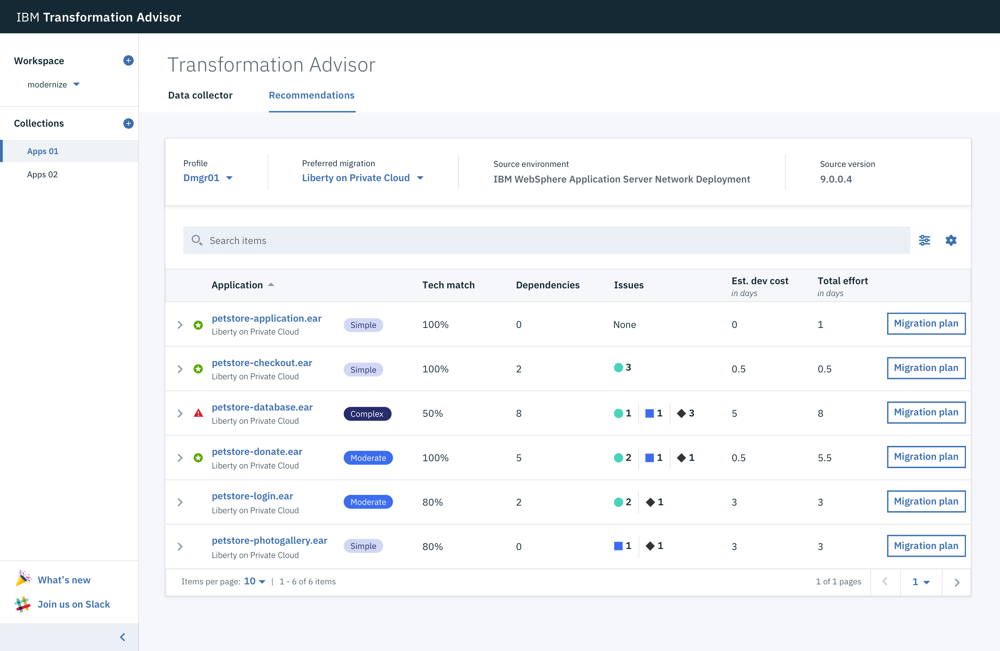 IBM Transformation Advisor
Workspace
modernize
Collections
Apps 01
Apps 02
What’s new
Join us on Slack
Transformation Advisor
Data collector Recommendations
Profile Preferred migration Source environment Source version
Dmgr01 Liberty on Private Cloud IBM WebSphere Application Server Network Deployment 9.0.0.4
Search items
Application Tech match Dependencies Issues Est. dev cost Total effort
in days in days
petstore-application.ear Simple 100% 0 None 0 1 Migration plan
Liberty on Private Cloud
petstore-checkout.ear Simple 100% 2 3 0.5 0.5 Migration plan
Liberty on Private Cloud
petstore-database.ear Complex 50% 8 1 1 3 5 8 Migration plan
Liberty on Private Cloud
petstore-donate.ear Moderate 100% 5 2 1 1 0.5 5.5 Migration plan
Liberty on Private Cloud
petstore-login.ear Moderate 80% 2 2 1 3 3 Migration plan
Liberty on Private Cloud
petstore-photogallery.ear Simple 80% 0 1 1 3 3 Migration plan
Liberty on Private Cloud
Items per page: 10 | 1 - 6 of 6 items 1 of 1 pages 1